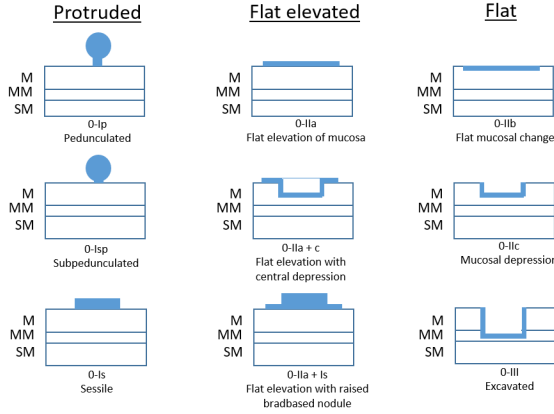 Protruded
Flat elevated
Flat
M
MM
SM
0-Ip
Pedunculated
M
MM
SM
0-IIa
Flat elevation of mucosa
M
MM
SM
0-IIb
Flat mucosal change
M
MM
SM
0-Isp
Subpedunculated
M
MM
SM
0-IIa + c
Flat elevation with
central depression
M
MM
SM
0-IIc
Mucosal depression
M
MM
SM
0-Is
Sessile
M
MM
SM
0-IIa + Is
Flat elevation with raised
bradbased nodule
M
MM
SM
0-III
Excavated